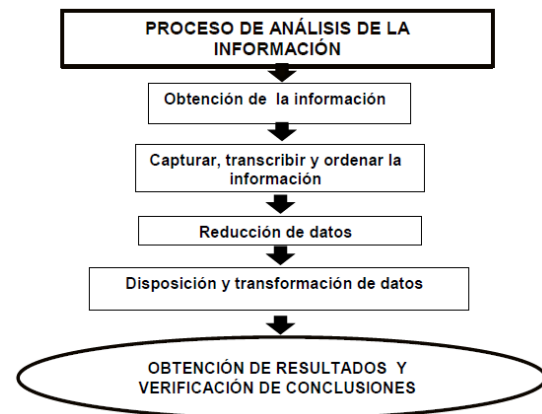 PROCESO DE ANÁLISIS DE LA
INFORMACIÓN
Obtención de la información
Capturar, transcribir y ordenar la
información
Reducción de datos
Disposición y transformación de datos
OBTENCIÓN DE RESULTADOS Y
VERIFICACIÓN DE CONCLUSIONES